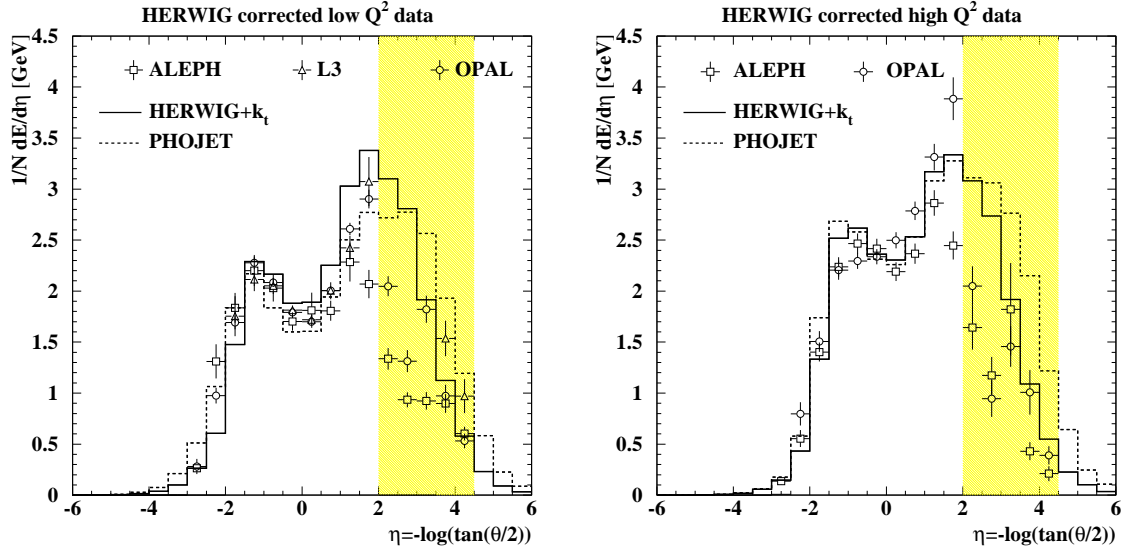 HERWIG corrected low Q² data
1/N dE/dη [GeV]
4.5
4
3.5
3
2.5
2
1.5
1
0.5
0
ALEPH L3 OPAL
HERWIG+kₜ
PHOJET
-6 -4 -2 0 2 4 6
η=-log(tan(θ/2))
HERWIG corrected high Q² data
1/N dE/dη [GeV]
4.5
4
3.5
3
2.5
2
1.5
1
0.5
0
ALEPH OPAL
HERWIG+kₜ
PHOJET
-6 -4 -2 0 2 4 6
η=-log(tan(θ/2))